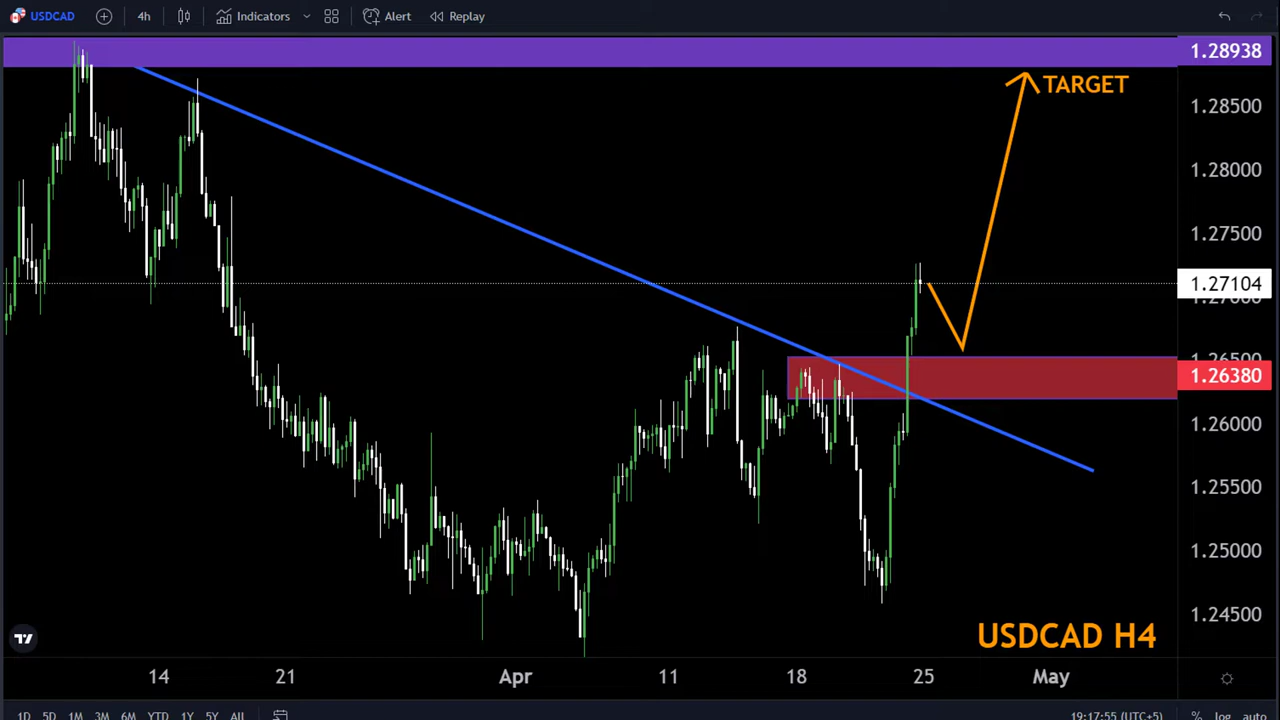 USDCAD 4h Indicators Alert Replay
1.28938
TARGET
1.28500
1.28000
1.27500
1.27104
1.26380
1.26000
1.25500
1.25000
1.24500
USDCAD H4
14 21 Apr 11 18 25 May
1D 5D 1M 3M 6M YTD 1Y 5Y All 19:17:55 (UTC+5) % log auto